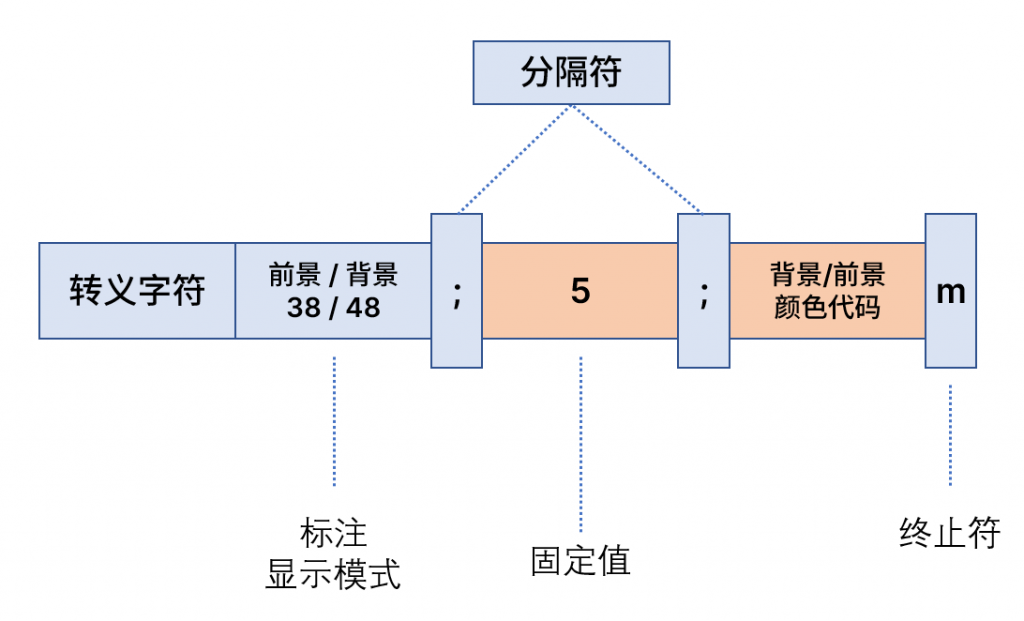 分隔符
转义字符
前景 / 背景
38 / 48
;
5
;
背景/前景
颜色代码
m
标注
显示模式
固定值
终止符